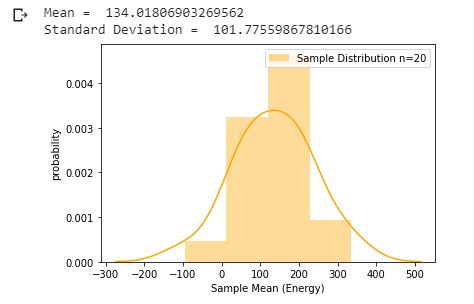 Mean =  134.01806903269562
Standard Deviation =  101.77559867810166
Sample Distribution n=20
probability
0.004
0.003
0.002
0.001
0.000
−300 −200 −100 0 100 200 300 400 500
Sample Mean (Energy)